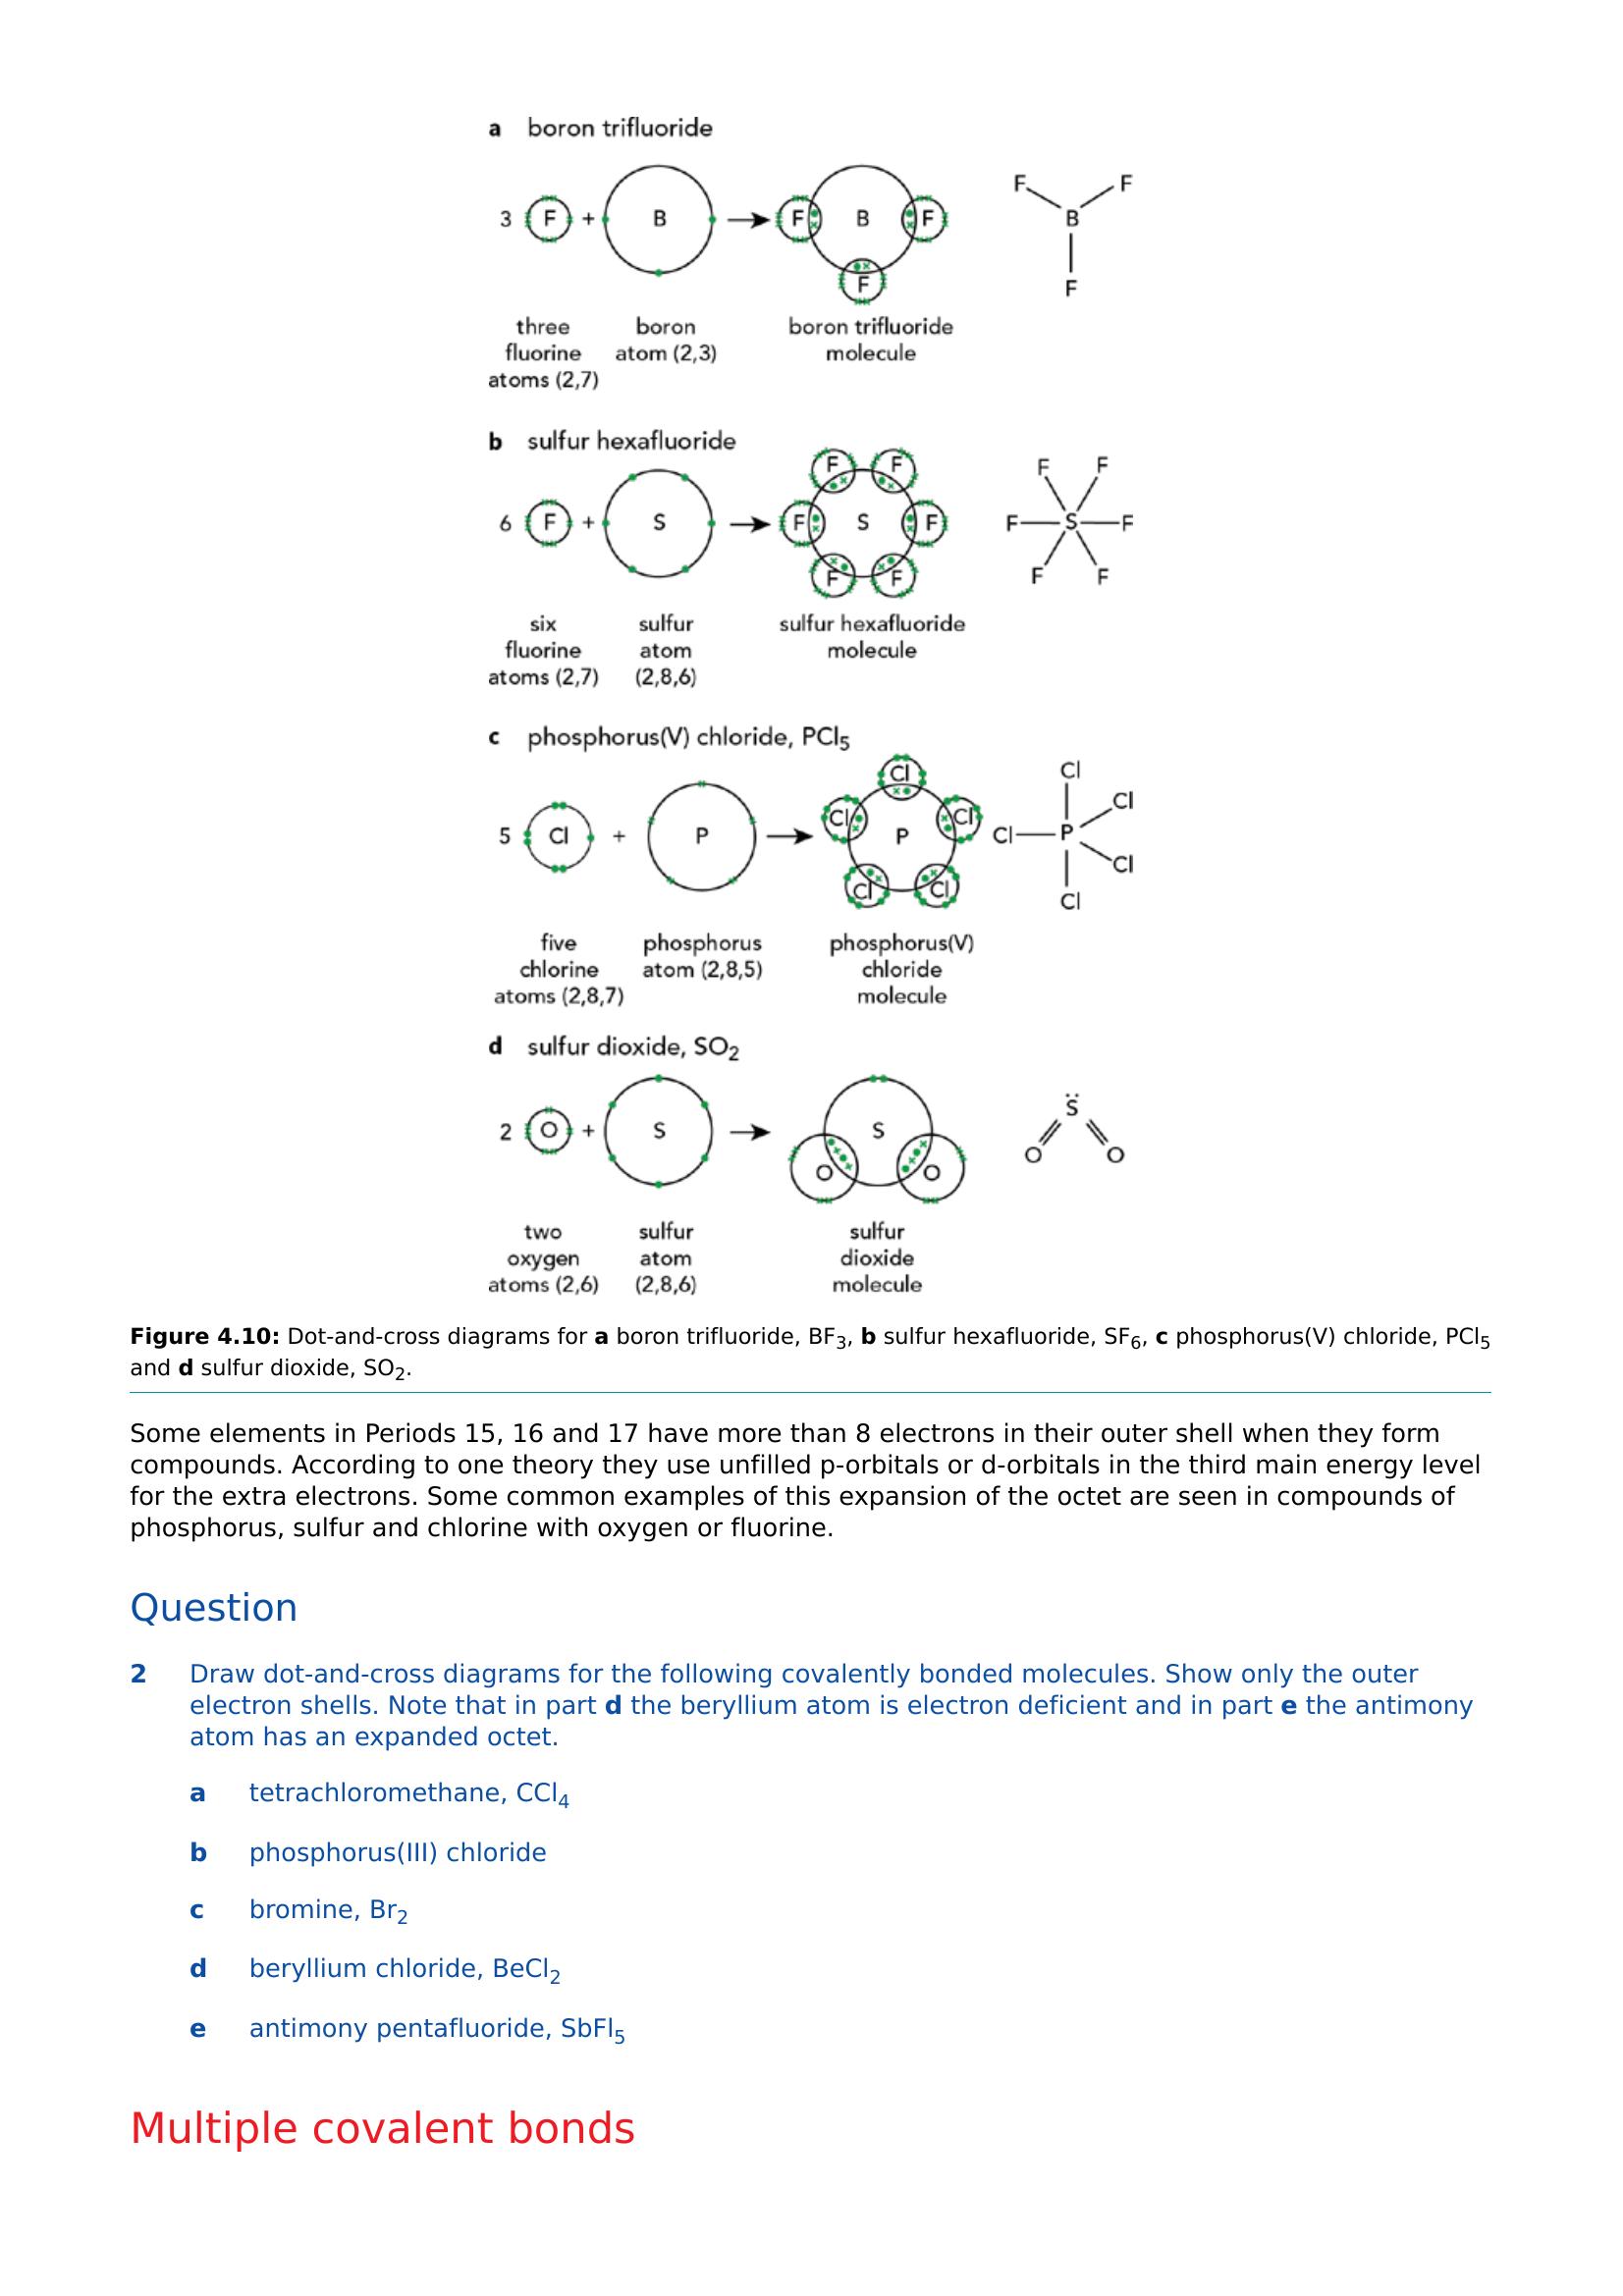 a boron trifluoride
3 F + B F B F F F F B F
three fluorine atoms (2,7)
boron atom (2,3)
boron trifluoride molecule
b sulfur hexafluoride
6 F + S F F F S F F F F F F S F F F
six fluorine atoms (2,7)
sulfur atom (2,8,6)
sulfur hexafluoride molecule
c phosphorus(V) chloride, PCl5
5 Cl + P Cl Cl Cl P Cl Cl Cl Cl Cl P Cl Cl
five chlorine atoms (2,8,7)
phosphorus atom (2,8,5)
phosphorus(V) chloride molecule
d sulfur dioxide, SO2
2 O + S S O O S O O
two oxygen atoms (2,6)
sulfur atom (2,8,6)
sulfur dioxide molecule
Figure 4.10: Dot-and-cross diagrams for a boron trifluoride, BF3, b sulfur hexafluoride, SF6, c phosphorus(V) chloride, PCl5
and d sulfur dioxide, SO2.
Some elements in Periods 15, 16 and 17 have more than 8 electrons in their outer shell when they form
compounds. According to one theory they use unfilled p-orbitals or d-orbitals in the third main energy level
for the extra electrons. Some common examples of this expansion of the octet are seen in compounds of
phosphorus, sulfur and chlorine with oxygen or fluorine.
Question
2 Draw dot-and-cross diagrams for the following covalently bonded molecules. Show only the outer
electron shells. Note that in part d the beryllium atom is electron deficient and in part e the antimony
atom has an expanded octet.
a tetrachloromethane, CCl4
b phosphorus(III) chloride
c bromine, Br2
d beryllium chloride, BeCl2
e antimony pentafluoride, SbFl5
Multiple covalent bonds